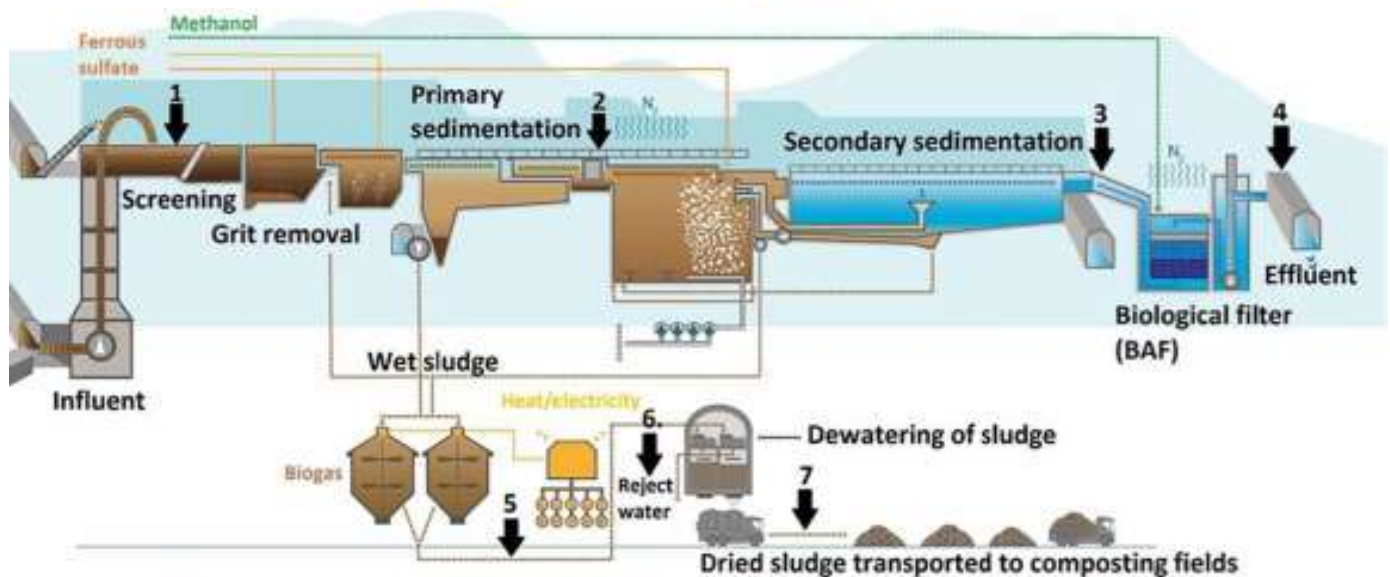 Methanol
Ferrous
sulfate
1
Primary
sedimentation
2
N₂
Secondary sedimentation
3
4
N₂
Screening
Grit removal
Effluent
Biological filter
(BAF)
Wet sludge
Influent
Heat/electricity
6.
Dewatering of sludge
Biogas
5
Reject
water
7
Dried sludge transported to composting fields